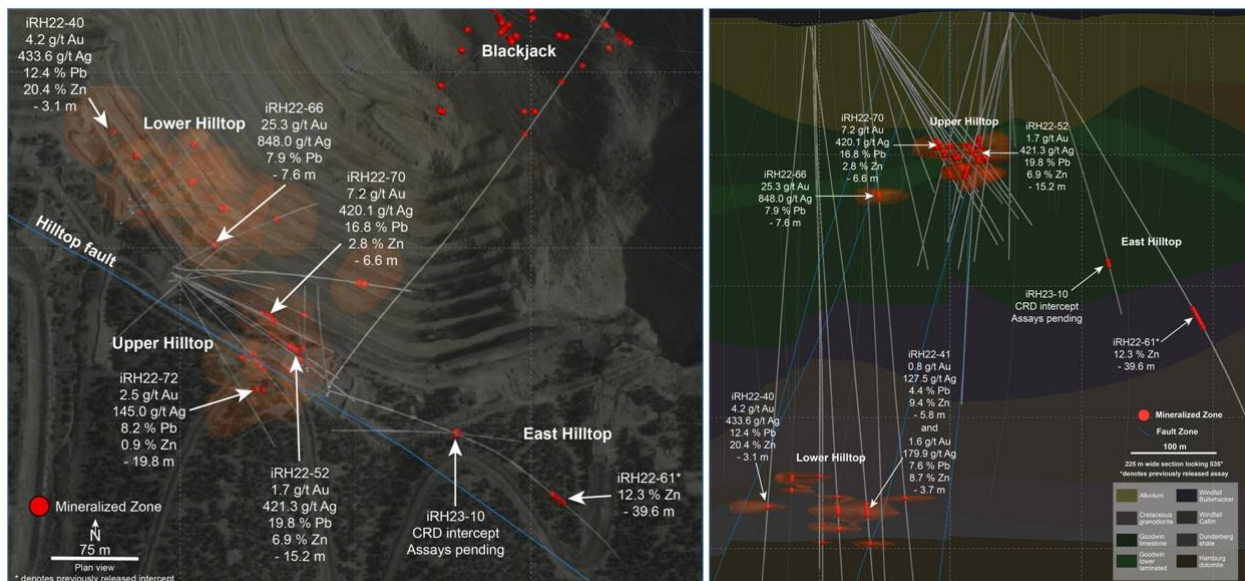 iRH22-40
4.2 g/t Au
433.6 g/t Ag
12.4 % Pb
20.4 % Zn
- 3.1 m
Lower Hilltop
iRH22-66
25.3 g/t Au
848.0 g/t Ag
7.9 % Pb
- 7.6 m
Blackjack
iRH22-70
7.2 g/t Au
420.1 g/t Ag
16.8 % Pb
2.8 % Zn
- 6.6 m
Hilltop fault
Upper Hilltop
iRH22-72
2.5 g/t Au
145.0 g/t Ag
8.2 % Pb
0.9 % Zn
- 19.8 m
iRH22-52
1.7 g/t Au
421.3 g/t Ag
19.8 % Pb
6.9 % Zn
- 15.2 m
East Hilltop
iRH22-61*
12.3 % Zn
- 39.6 m
iRH23-10
CRD intercept
Assays pending
Mineralized Zone
N
75 m
Plan view
* denotes previously released intercept
iRH22-70
7.2 g/t Au
420.1 g/t Ag
16.8 % Pb
2.8 % Zn
- 6.6 m
Upper Hilltop
iRH22-52
1.7 g/t Au
421.3 g/t Ag
19.8 % Pb
6.9 % Zn
- 15.2 m
iRH22-66
25.3 g/t Au
848.0 g/t Ag
7.9 % Pb
- 7.6 m
East Hilltop
iRH23-10
CRD intercept
Assays pending
iRH22-61*
12.3 % Zn
- 39.6 m
iRH22-40
4.2 g/t Au
433.6 g/t Ag
12.4 % Pb
20.4 % Zn
- 3.1 m
Lower Hilltop
iRH22-41
0.8 g/t Au
127.5 g/t Ag
4.4 % Pb
9.4 % Zn
- 5.8 m
and
1.6 g/t Au
179.9 g/t Ag
7.6 % Pb
8.7 % Zn
- 3.7 m
Mineralized Zone
Fault Zone
100 m
225 m wide section looking 035°
*denotes previously released assay
Alluvium
Cretaceous
granodiorite
Goodwin
limestone
Goodwin
lower
laminated
Windfall
Bullwhacker
Windfall
Catlin
Dunderberg
shale
Hamburg
dolomite